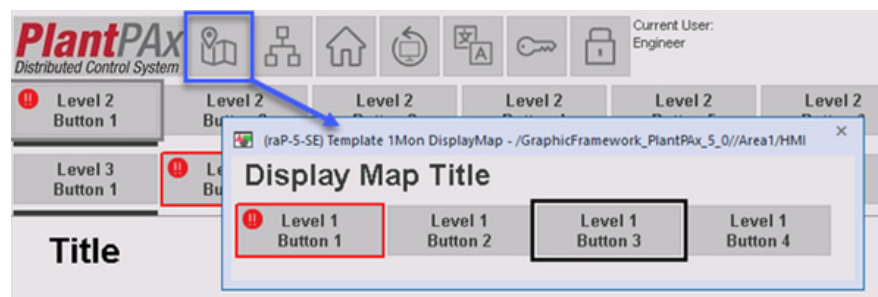 PlantPAx
Distributed Control System
A
Current User:
Engineer
Level 2
Button 1
Level 2
Level 2
Level 2
Level 2
Level 2
(raP-5-SE) Template 1Mon DisplayMap - /GraphicFramework_PlantPAx_5_0//Area1/HMI
Display Map Title
Level 3
Button 1
Level 1
Button 1
Level 1
Button 2
Level 1
Button 3
Level 1
Button 4
Title